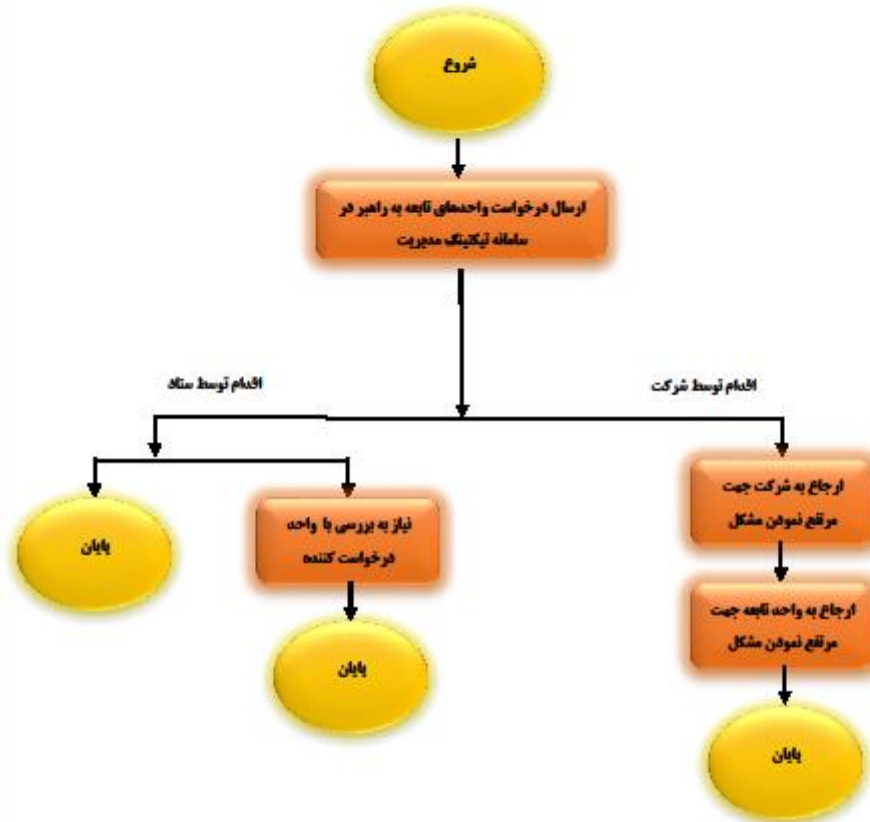 شروع
ارسال درخواست واحدهای تابعه به راهبر در
سامانه تیکتینگ مدیریت
اقدام توسط شرکت
اقدام توسط ستاد
ارجاع به شرکت جهت
مرتفع نمودن مشکل
نیاز به بررسی با واحد
درخواست کننده
پایان
ارجاع به واحد تابعه جهت
مرتفع نمودن مشکل
پایان
پایان